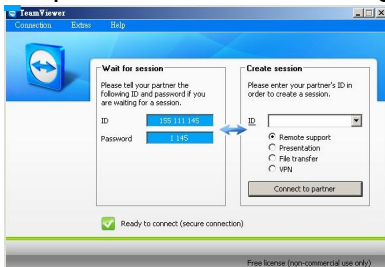 TeamViewer
Connection Extras Help
Wait for session
Please tell your partner the
following ID and password if you
are waiting for a session.
ID 155 111 145
Password 1 145
Create session
Please enter your partner's ID in
order to create a session.
ID
Remote support
Presentation
File transfer
VPN
Connect to partner
Ready to connect (secure connection)
Free license (non-commercial use only)